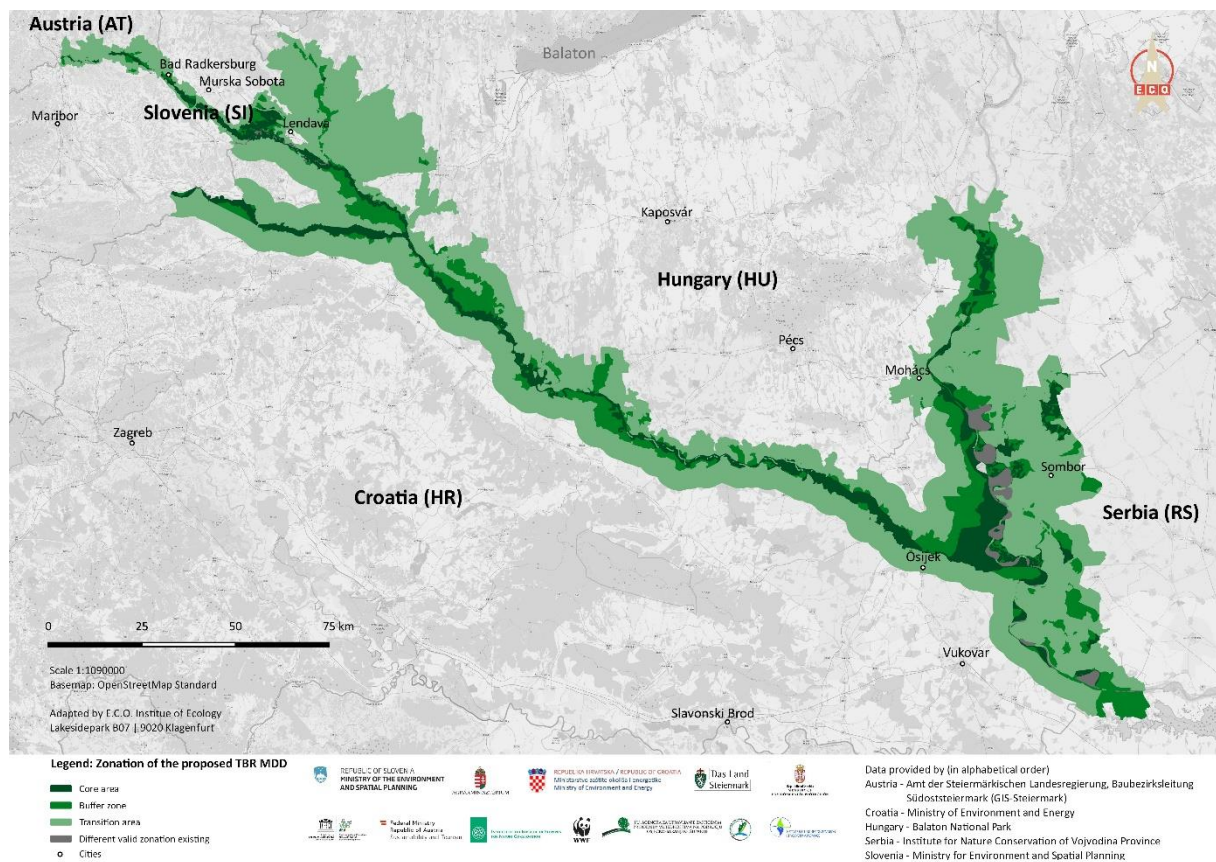 Austria (AT)
Balaton
N
E C O
Bad Radkersburg
Murska Sobota
Slovenia (SI)
Maribor
Lendava
Kaposvár
Hungary (HU)
Pécs
Mohács
Zagreb
Sombor
Croatia (HR)
Serbia (RS)
Osijek
0 25 50 75 km
Vukovar
Scale 1:1090000
Basemap: OpenStreetMap Standard
Slavonski Brod
Adapted by E.C.O. Institue of Ecology
Lakesidepark B07 | 9020 Klagenfurt
Legend: Zonation of the proposed TBR MDD
Core area
Buffer zone
Transition area
Different valid zonation existing
Cities
REPUBLIC OF SLOVENIA
MINISTRY OF THE ENVIRONMENT
AND SPATIAL PLANNING
REPUBLIKA HRVATSKA / REPUBLIC OF CROATIA
Ministarstvo zaštite okoliša i energetike
Ministry of Environment and Energy
Das Land
Steiermark
Federal Ministry
Republic of Austria
WWF
Data provided by (in alphabetical order)
Austria - Amt der Steiermärkischen Landesregierung, Baubezirksleitung
Südoststeiermark (GIS-Steiermark)
Croatia - Ministry of Environment and Energy
Hungary - Balaton National Park
Serbia - Institute for Nature Conservation of Vojvodina Province
Slovenia - Ministry for Environment and Spatial Planning